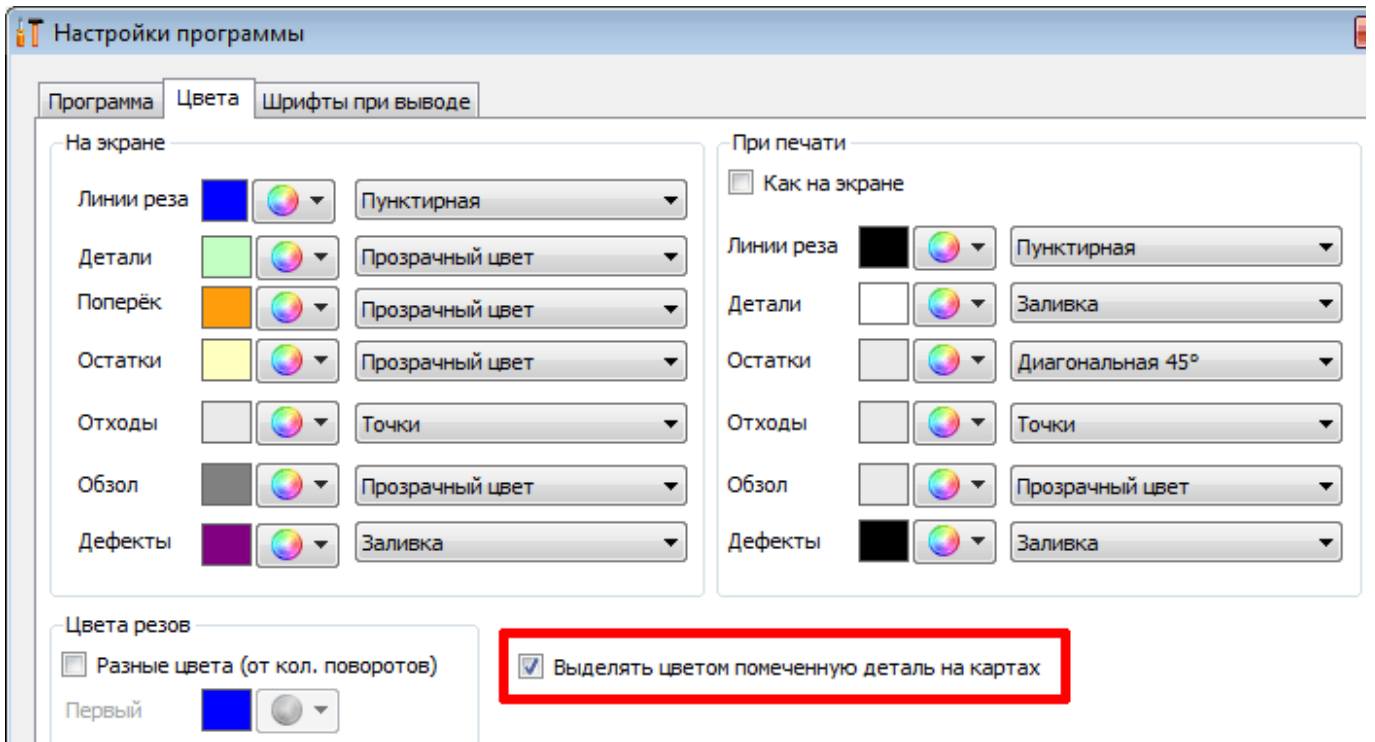 Настройки программы
Программа Цвета Шрифты при выводе
На экране
Линии реза Пунктирная
Детали Прозрачный цвет
Поперёк Прозрачный цвет
Остатки Прозрачный цвет
Отходы Точки
Обзол Прозрачный цвет
Дефекты Заливка
При печати
Как на экране
Линии реза Пунктирная
Детали Заливка
Остатки Диагональная 45°
Отходы Точки
Обзол Прозрачный цвет
Дефекты Заливка
Цвета резов
Разные цвета (от кол. поворотов)
Первый
Выделять цветом помеченную деталь на картах